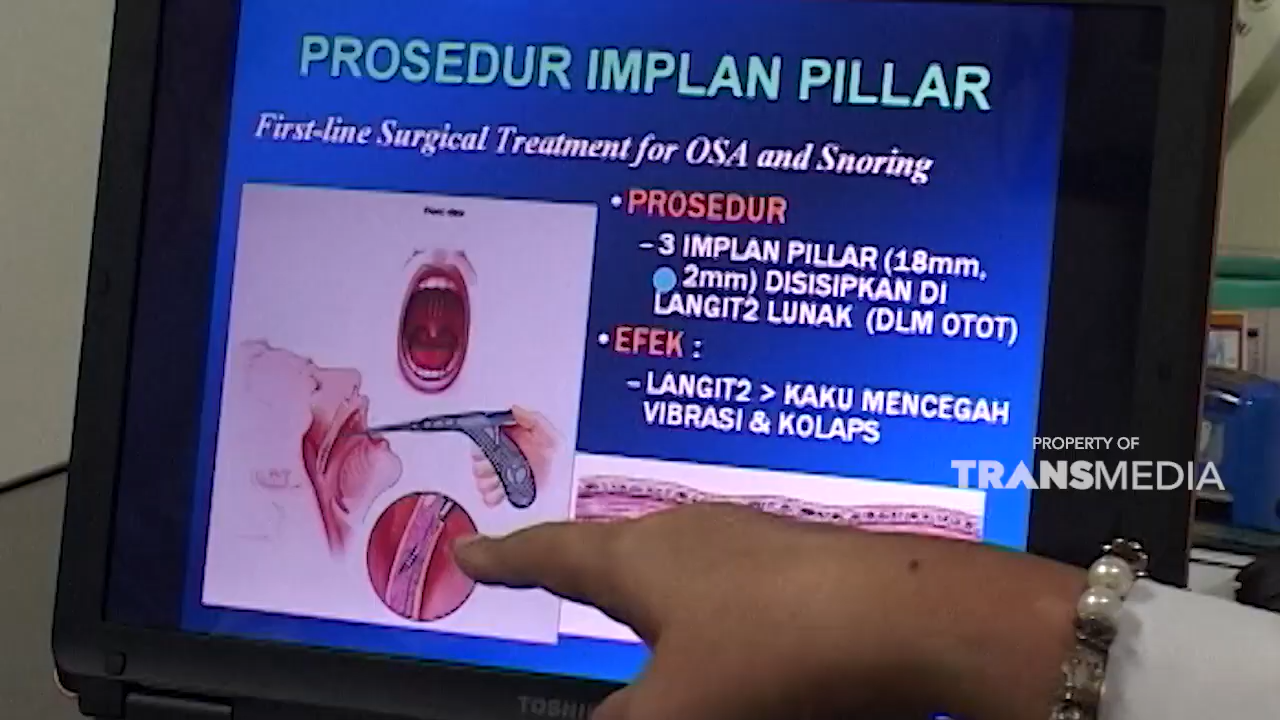 PROSEDUR IMPLAN PILLAR
First-line Surgical Treatment for OSA and Snoring
• PROSEDUR
– 3 IMPLAN PILLAR (18mm,
2mm) DISISIPKAN DI
LANGIT2 LUNAK (DLM OTOT)
• EFEK :
– LANGIT2 > KAKU MENCEGAH
VIBRASI & KOLAPS
PROPERTY OF
TRANSMEDIA